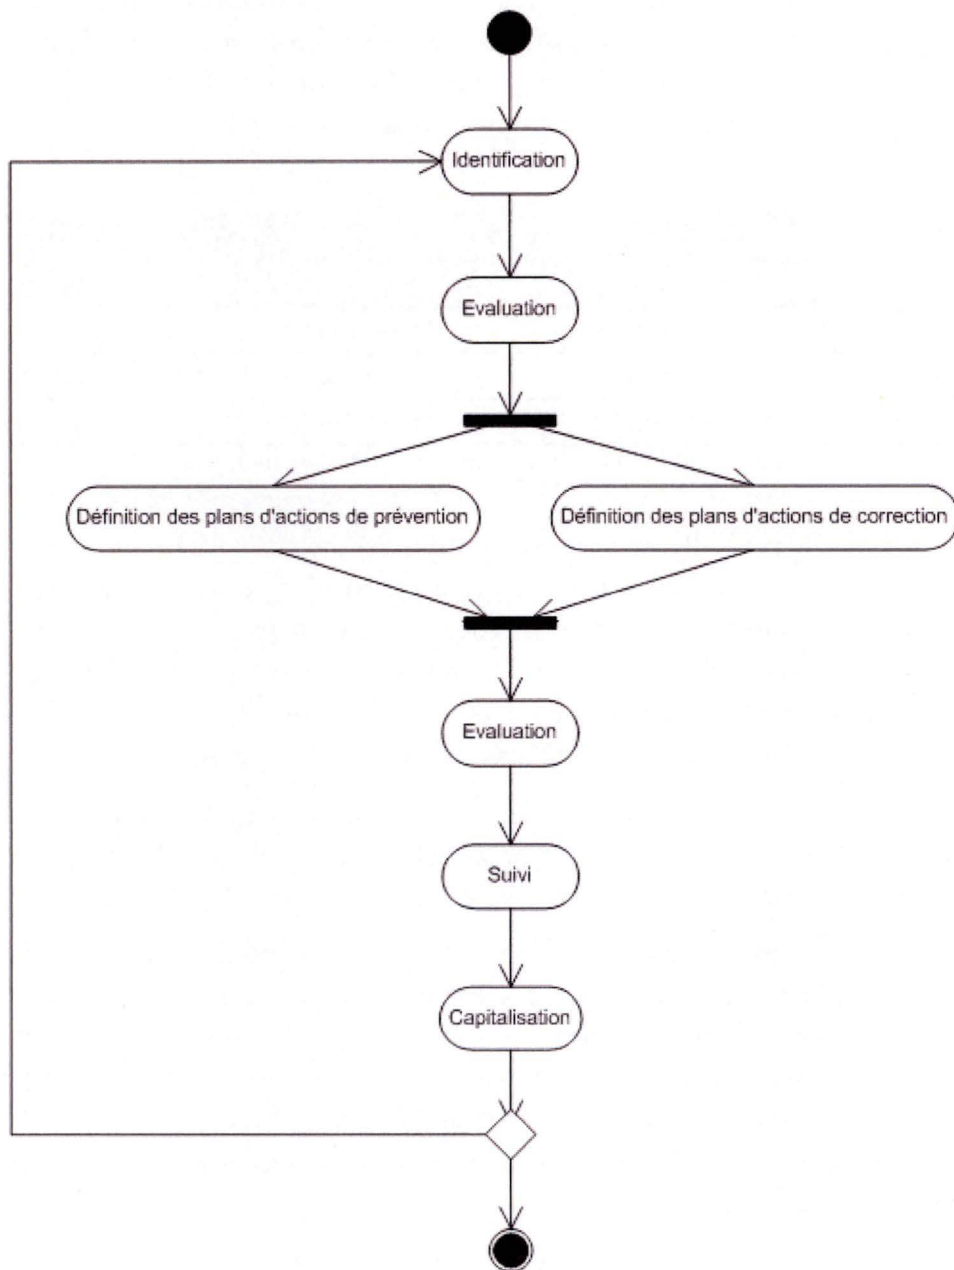 Identification
Evaluation
Définition des plans d'actions de prévention
Définition des plans d'actions de correction
Evaluation
Suivi
Capitalisation